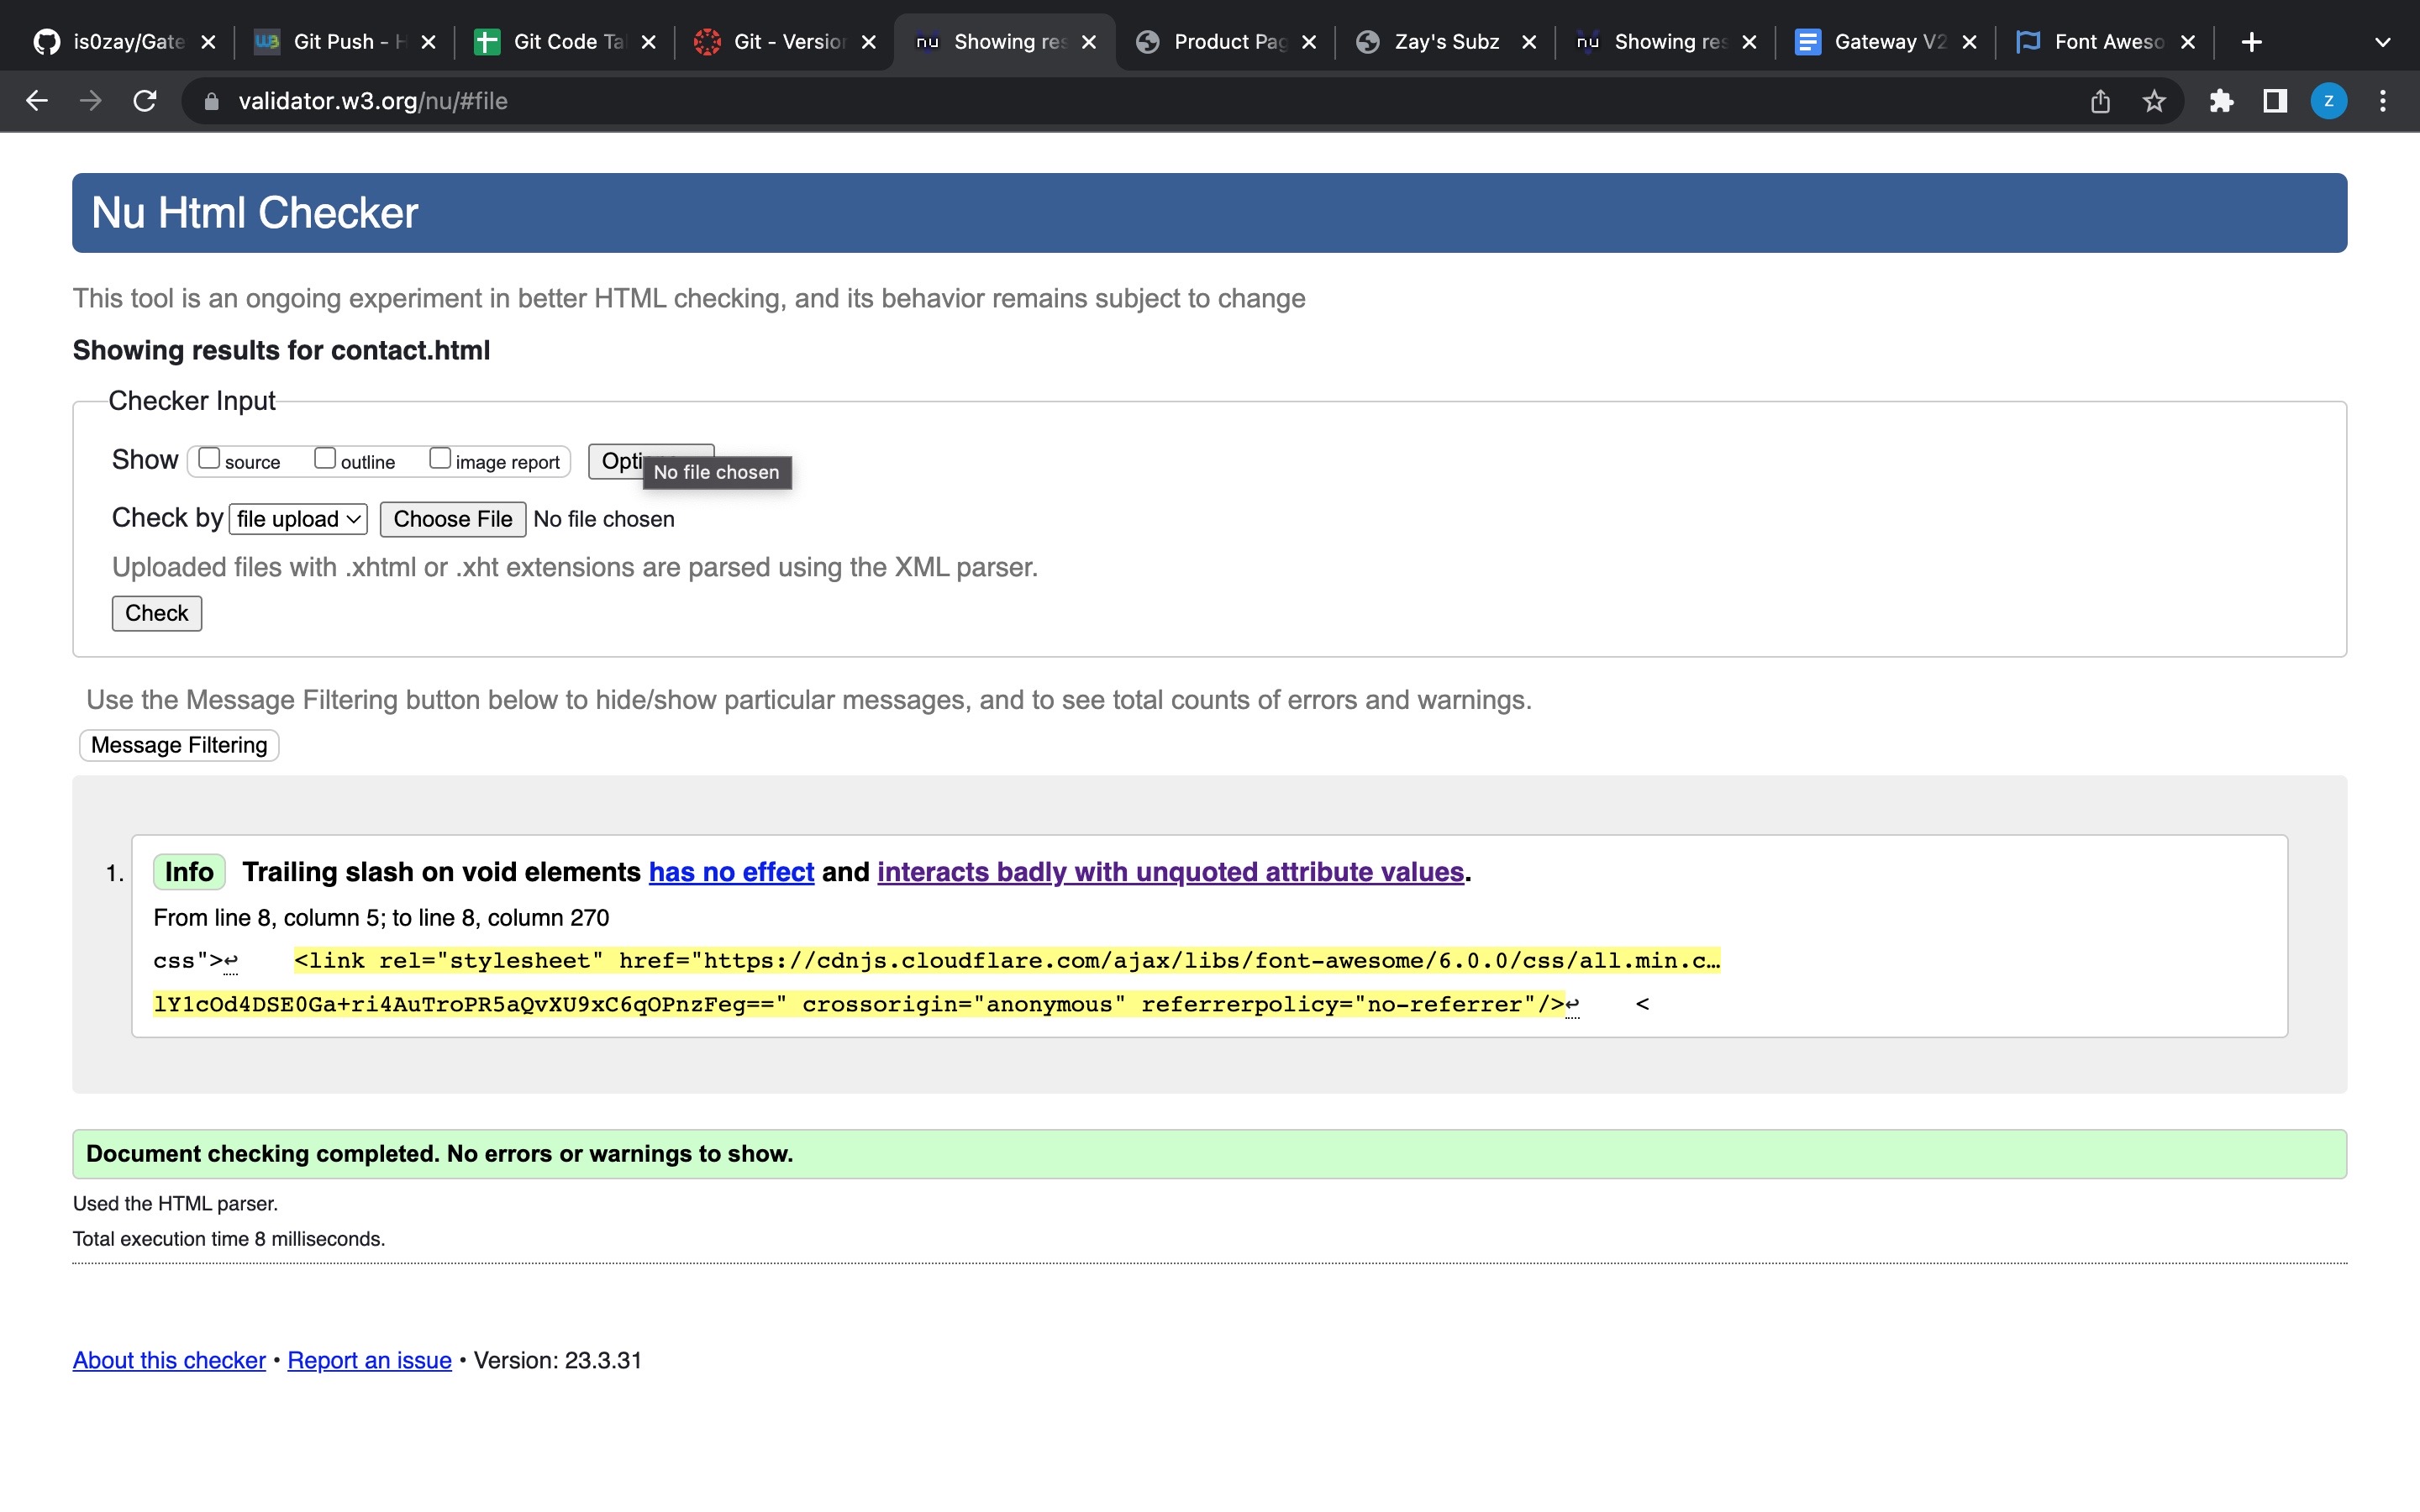 is0zay/Gate
Git Push - H
Git Code Tal
Git - Version
Showing res
Product Pag
Zay's Subz
Showing res
Gateway V2
Font Aweso
validator.w3.org/nu/#file
Z
Nu Html Checker
This tool is an ongoing experiment in better HTML checking, and its behavior remains subject to change
Showing results for contact.html
Checker Input
Show source outline image report Opti
No file chosen
Check by file upload Choose File No file chosen
Uploaded files with .xhtml or .xht extensions are parsed using the XML parser.
Check
Use the Message Filtering button below to hide/show particular messages, and to see total counts of errors and warnings.
Message Filtering
1. Info Trailing slash on void elements has no effect and interacts badly with unquoted attribute values.
From line 8, column 5; to line 8, column 270
css">↩ <link rel="stylesheet" href="https://cdnjs.cloudflare.com/ajax/libs/font-awesome/6.0.0/css/all.min.c…
lY1cOd4DSE0Ga+ri4AuTroPR5aQvXU9xC6qOPnzFeg==" crossorigin="anonymous" referrerpolicy="no-referrer"/>↩ <
Document checking completed. No errors or warnings to show.
Used the HTML parser.
Total execution time 8 milliseconds.
About this checker • Report an issue • Version: 23.3.31